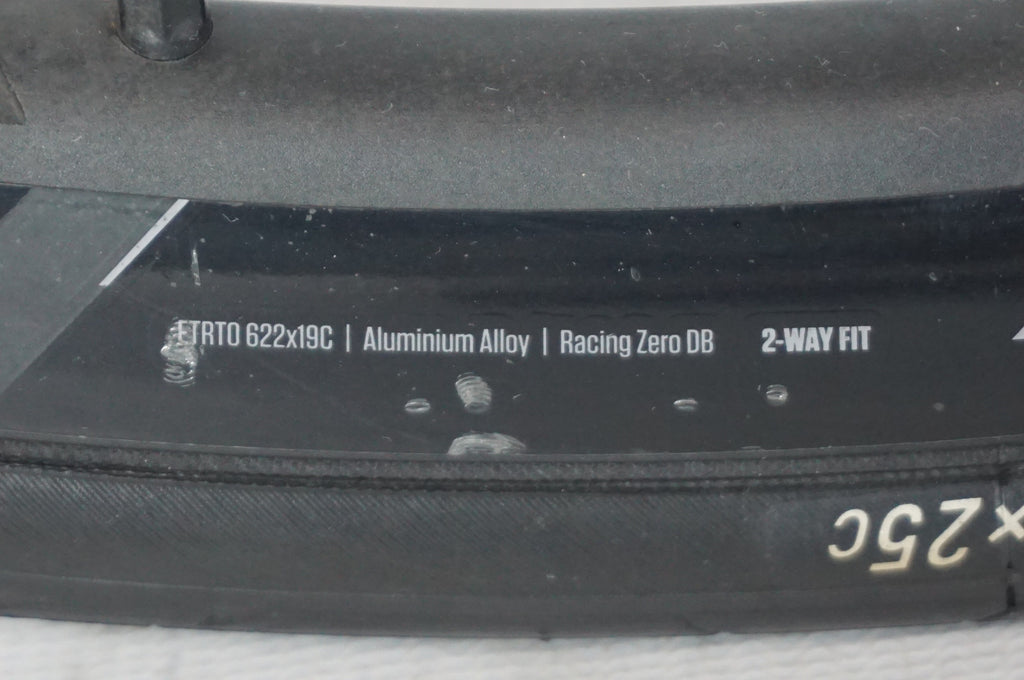 ETRTO 622x19C | Aluminium Alloy | Racing Zero DB 2-WAY FIT
x25c